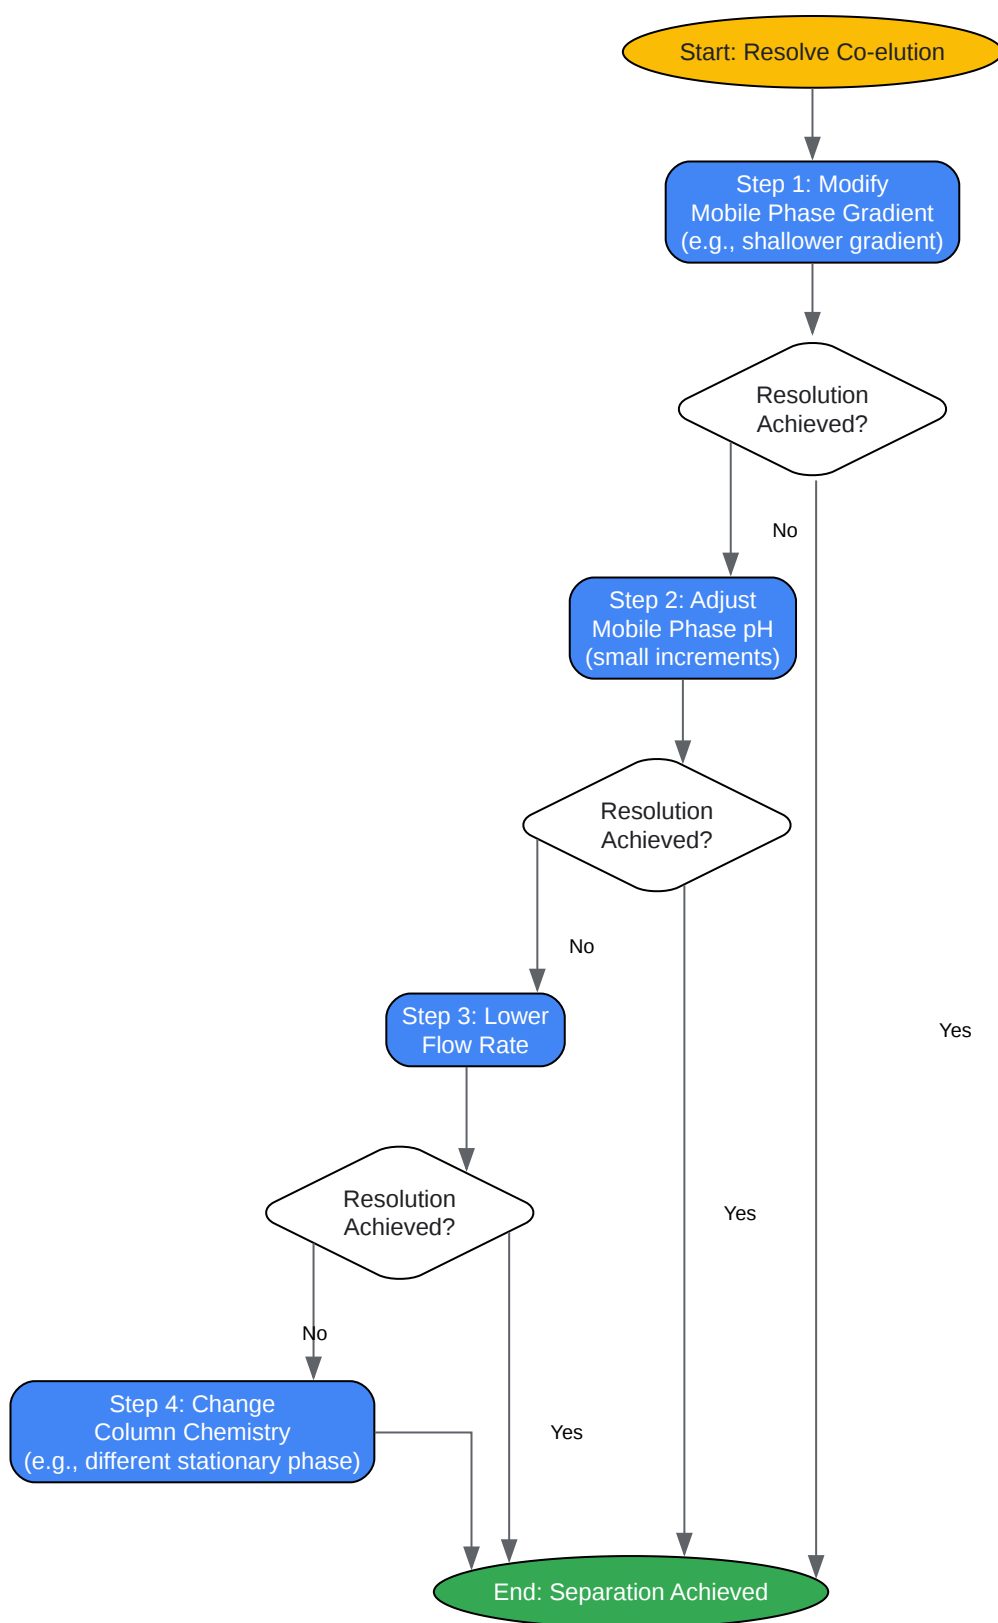 Start: Resolve Co-elution
Step 1: Modify
Mobile Phase Gradient
(e.g., shallower gradient)
Resolution
Achieved?
No
Step 2: Adjust
Mobile Phase pH
(small increments)
Resolution
Achieved?
No
Step 3: Lower
Flow Rate
Yes
Resolution
Achieved?
Yes
No
Step 4: Change
Column Chemistry
(e.g., different stationary phase)
Yes
End: Separation Achieved